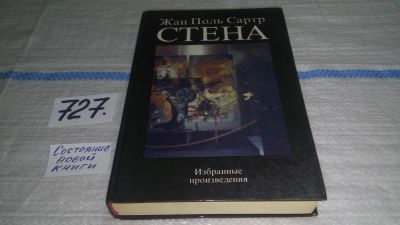 Жан Поль Сартр
СТЕНА
Избранные
произведения
727.
Состояние
новой
книги